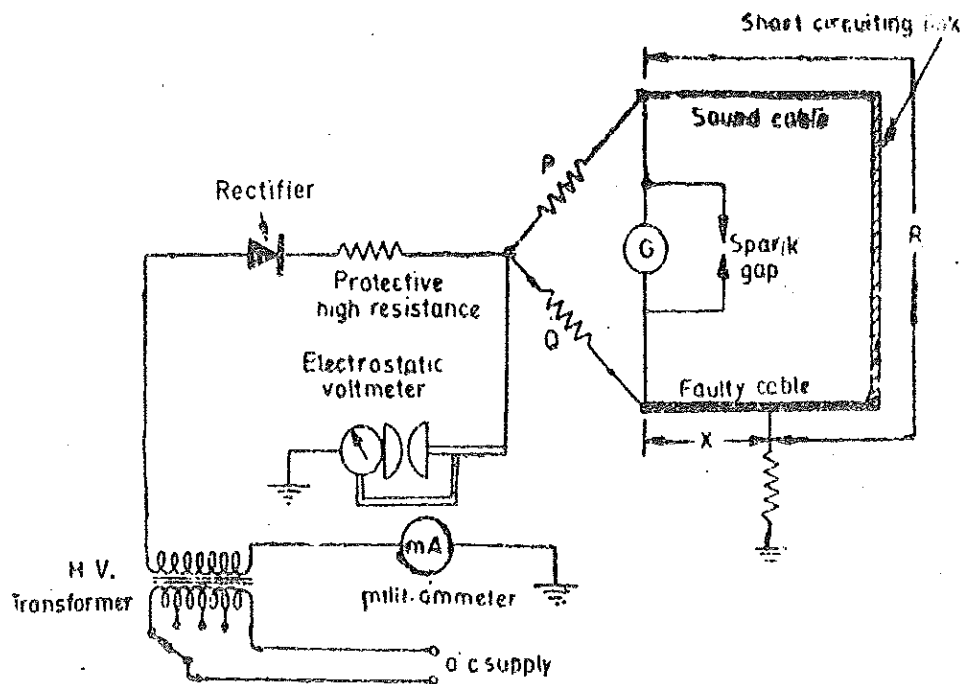 Short circuiting link
Sound cable
P
Rectifier
G
Spark
gap
R
Protective
high resistance
Q
Electrostatic
voltmeter
Faulty cable
X
H V.
Transformer
mA
milli-ammeter
a c supply